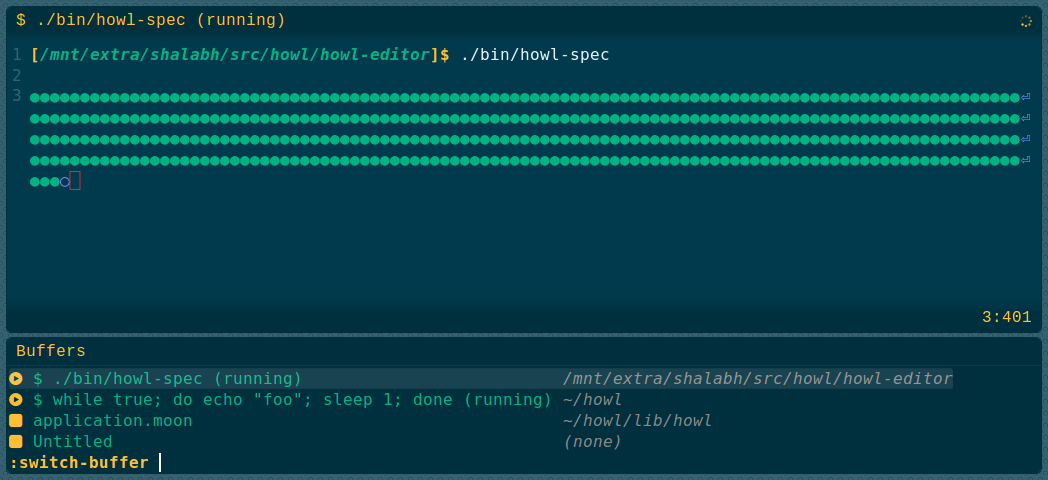 $ ./bin/howl-spec (running)
1 [/mnt/extra/shalabh/src/howl/howl-editor]$ ./bin/howl-spec
2
3
3:401
Buffers
$ ./bin/howl-spec (running) /mnt/extra/shalabh/src/howl/howl-editor
$ while true; do echo "foo"; sleep 1; done (running) ~/howl
application.moon ~/howl/lib/howl
Untitled (none)
:switch-buffer